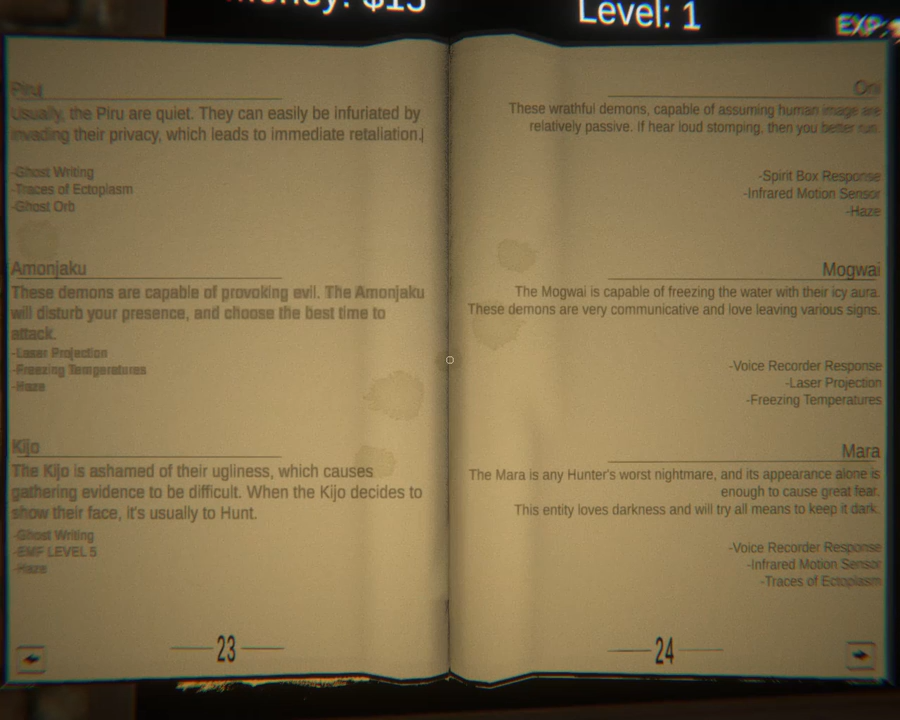 Money: $15
Level: 1
EXP:
Piru
Usually, the Piru are quiet. They can easily be infuriated by
invading their privacy, which leads to immediate retaliation.
-Ghost Writing
-Traces of Ectoplasm
-Ghost Orb
Amonjaku
These demons are capable of provoking evil. The Amonjaku
will disturb your presence, and choose the best time to
attack.
-Laser Projection
-Freezing Temperatures
-Haze
Kijo
The Kijo is ashamed of their ugliness, which causes
gathering evidence to be difficult. When the Kijo decides to
show their face, it's usually to Hunt.
-Ghost Writing
-EMF LEVEL 5
-Haze
23
Oni
These wrathful demons, capable of assuming human image are
relatively passive. If hear loud stomping, then you better run.
-Spirit Box Response
-Infrared Motion Sensor
-Haze
Mogwai
The Mogwai is capable of freezing the water with their icy aura.
These demons are very communicative and love leaving various signs.
-Voice Recorder Response
-Laser Projection
-Freezing Temperatures
Mara
The Mara is any Hunter's worst nightmare, and its appearance alone is
enough to cause great fear.
This entity loves darkness and will try all means to keep it dark.
-Voice Recorder Response
-Infrared Motion Sensor
-Traces of Ectoplasm
24